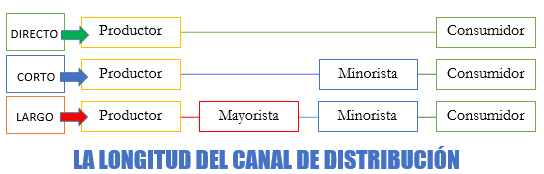 DIRECTO Productor Consumidor
CORTO Productor Minorista Consumidor
LARGO Productor Mayorista Minorista Consumidor
LA LONGITUD DEL CANAL DE DISTRIBUCIÓN